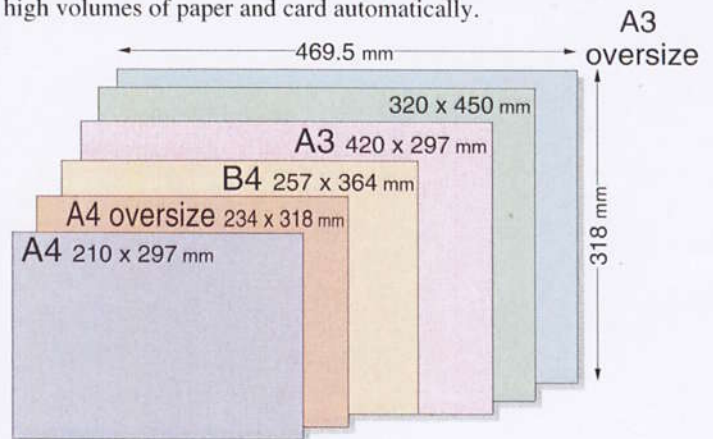 high volumes of paper and card automatically.
A3
oversize
469.5 mm
320 x 450 mm
A3 420 x 297 mm
B4 257 x 364 mm
A4 oversize 234 x 318 mm
A4 210 x 297 mm
318 mm